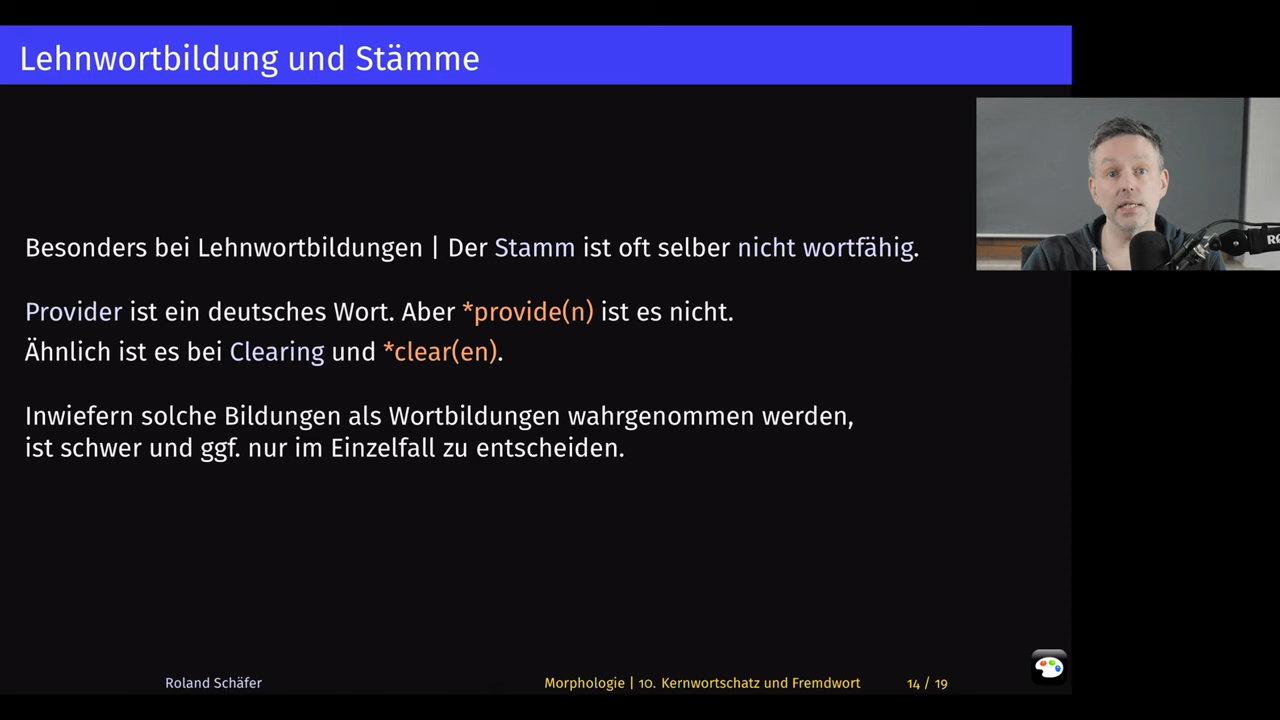 Lehnwortbildung und Stämme
Besonders bei Lehnwortbildungen | Der Stamm ist oft selber nicht wortfähig.
Provider ist ein deutsches Wort. Aber *provide(n) ist es nicht.
Ähnlich ist es bei Clearing und *clear(en).
Inwiefern solche Bildungen als Wortbildungen wahrgenommen werden,
ist schwer und ggf. nur im Einzelfall zu entscheiden.
Roland Schäfer
Morphologie | 10. Kernwortschatz und Fremdwort
14 / 19